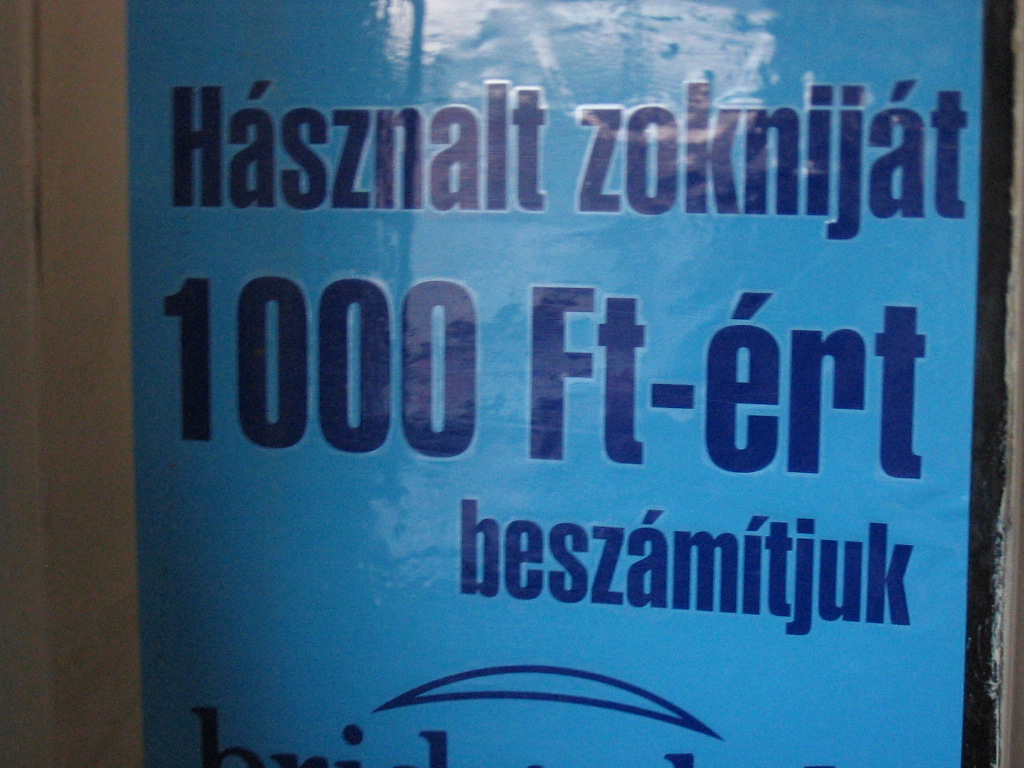 Használt zokniját
1000 Ft-ért
beszámítjuk